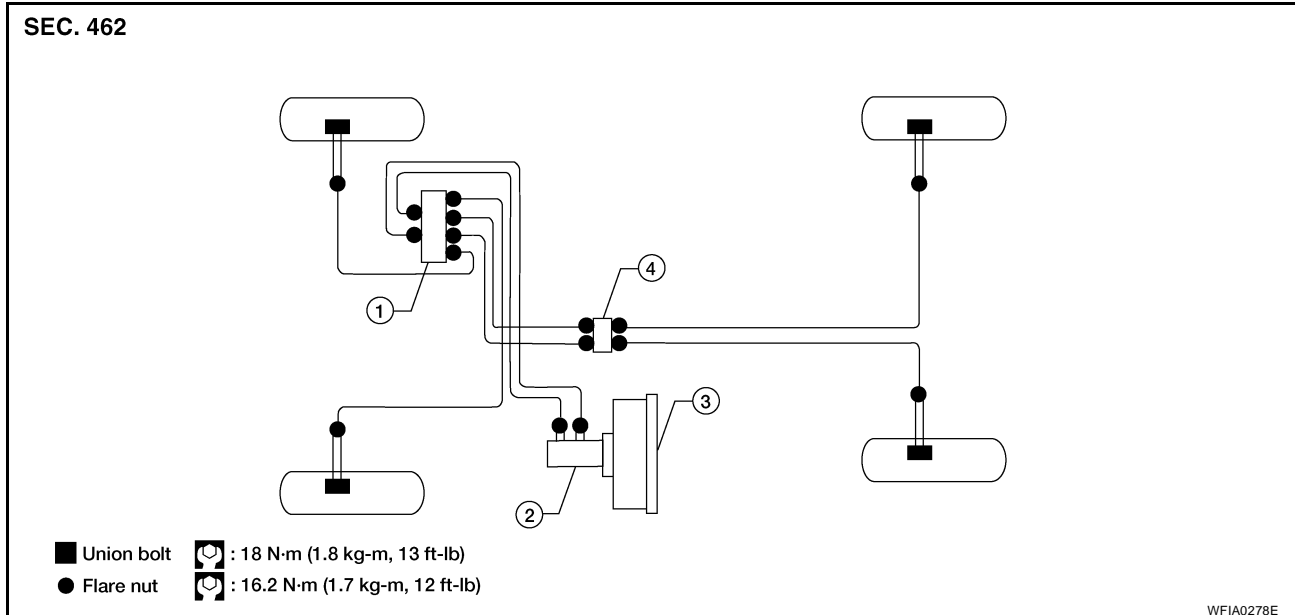 SEC. 462
4
1
3
2
Union bolt : 18 N·m (1.8 kg-m, 13 ft-lb)
Flare nut : 16.2 N·m (1.7 kg-m, 12 ft-lb)
WFIA0278E